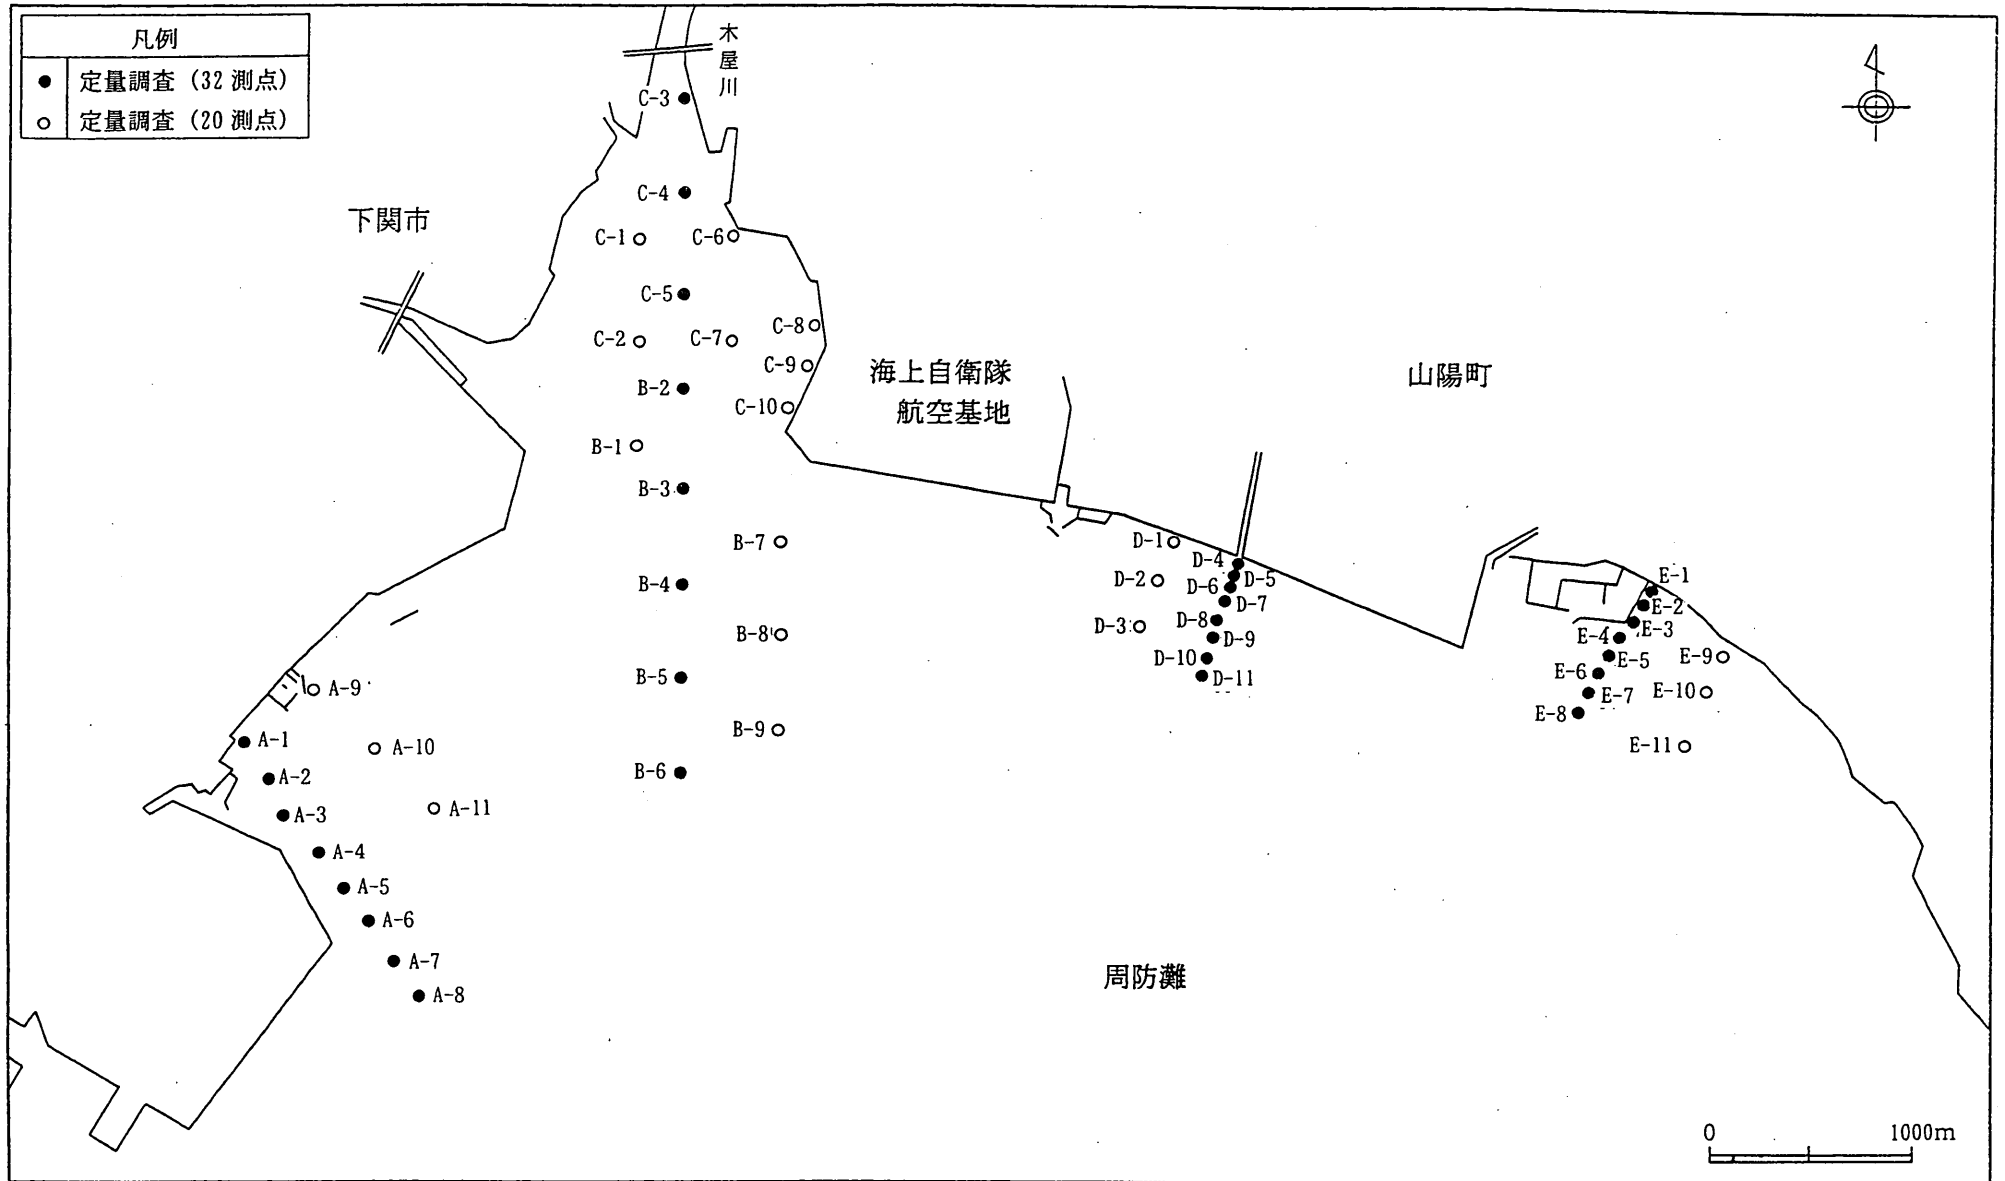 凡例
● 定量調査 (32 測点)
○ 定量調査 (20 測点)
木屋川
C-3
C-4
下関市
C-1
C-6
C-5
C-8
C-2
C-7
C-9
海上自衛隊
航空基地
山陽町
B-2
C-10
B-1
B-3
B-7
D-1
D-4
D-5
D-2
D-6
B-4
D-7
E-1
E-2
D-3
D-8
E-3
B-8
D-9
E-4
D-10
E-5
E-9
B-5
D-11
E-6
A-9
E-7
E-10
E-8
B-9
A-1
A-10
E-11
B-6
A-2
A-3
A-11
A-4
A-5
A-6
A-7
周防灘
A-8
0 1000m